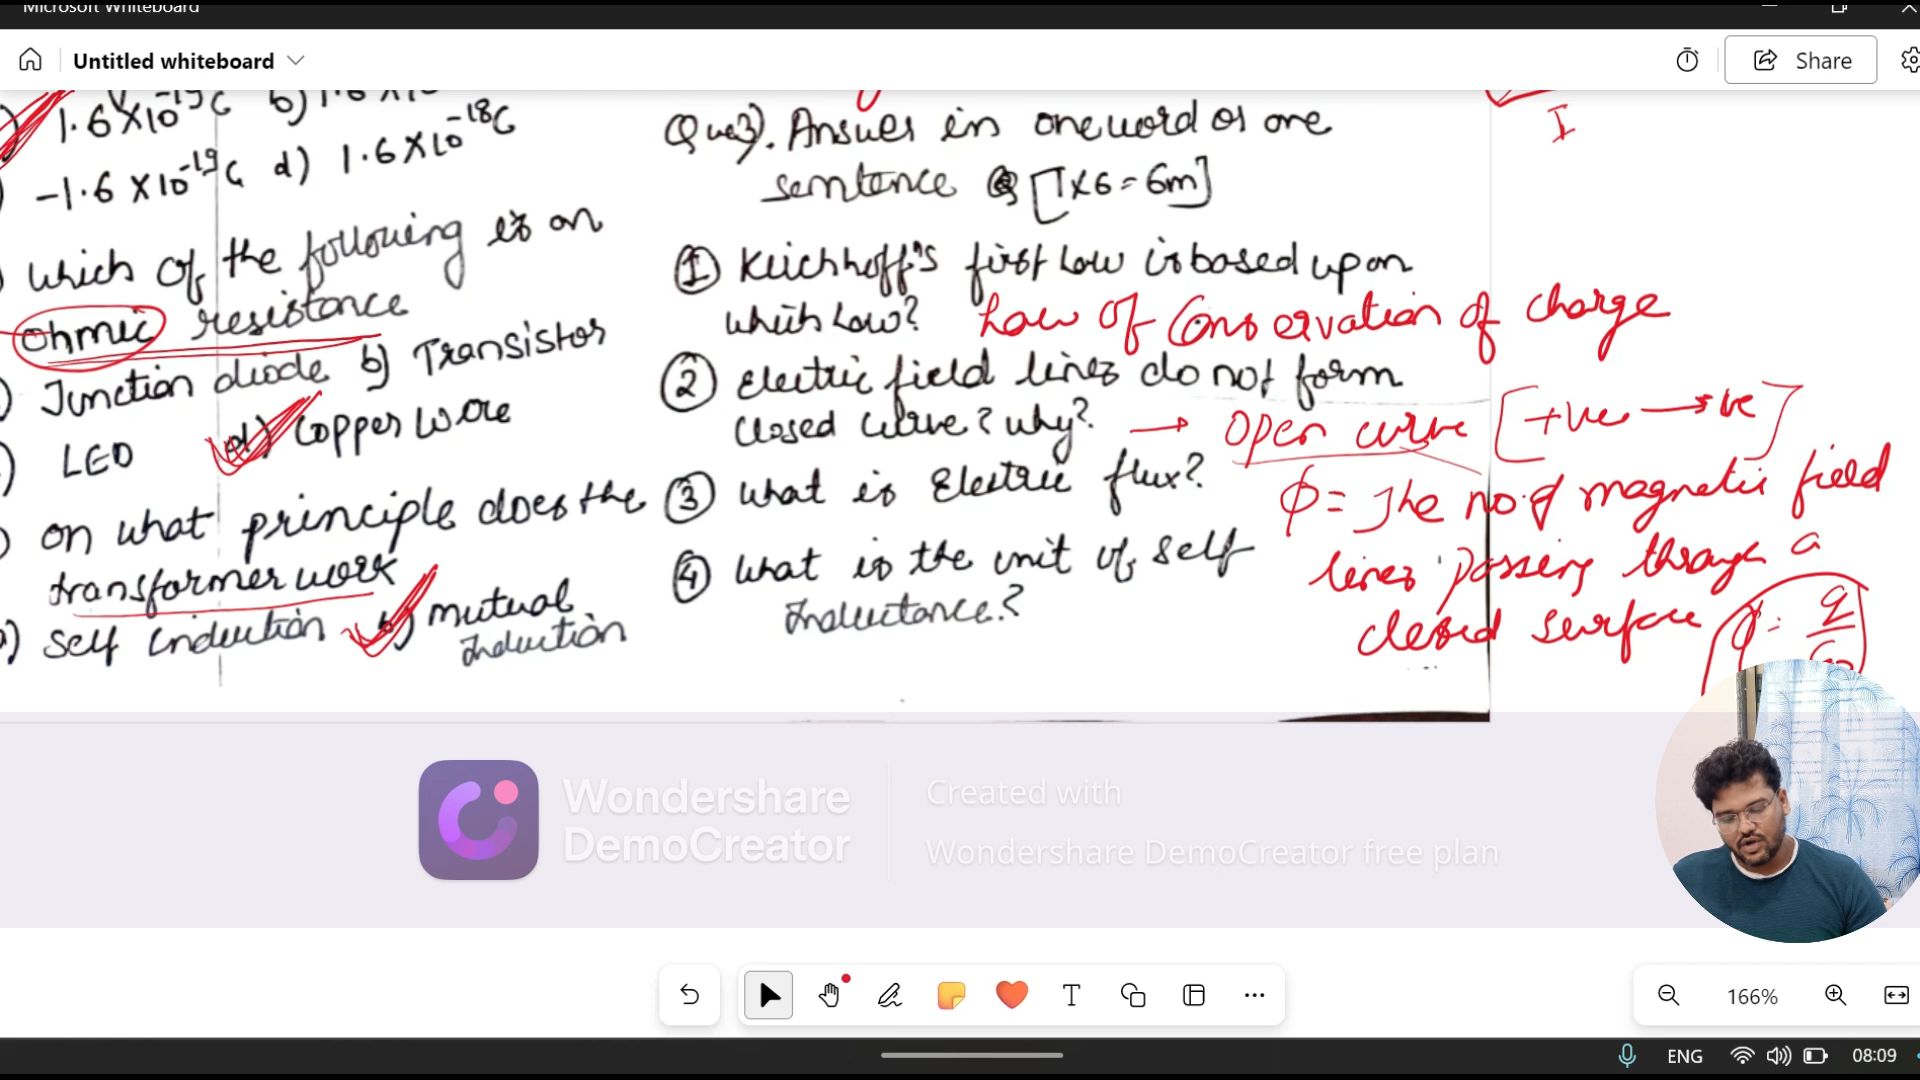 Microsoft Whiteboard
Untitled whiteboard
Share
1.6X10-19C b)
-1.6X10-19C d) 1.6X10-18C
which of the following is an
ohmic resistance
Junction diode b) Transistor
LED d) Copper wire
on what principle does the
transformer work
Self induction b) mutual
Induction
Que3). Answer in one word or one
sentence [1X6=6m]
① Kirchhoff's first law is based upon
which law? Law Of Conservation of charge
② Electric field lines do not form
closed curve? why? → Open curve [+ve → -ve]
③ what is Electric flux? ϕ = The no. of magnetic field
lines passing through a
closed surface
④ what is the unit of self
Inductance?
I
Wondershare
DemoCreator
Created with
Wondershare DemoCreator free plan
166%
ENG
08:09